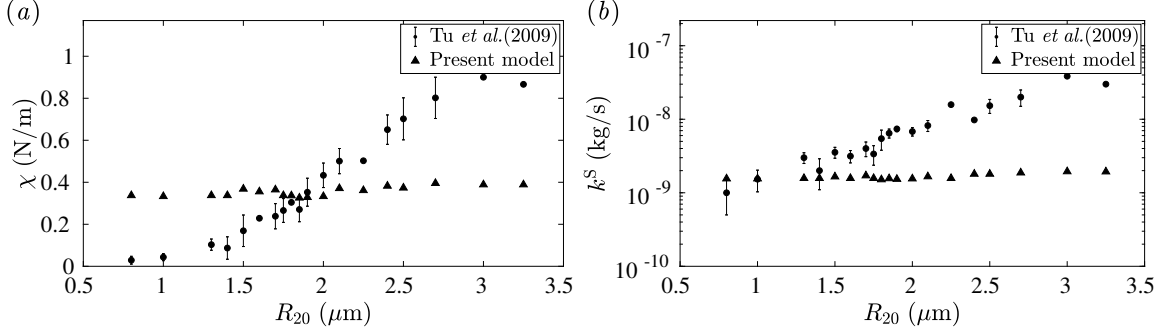 (a)
χ (N/m)
1
0.8
0.6
0.4
0.2
0
0.5 1 1.5 2 2.5 3 3.5
R20 (μm)
Tu et al.(2009)
Present model
(b)
k^S (kg/s)
10^-7
10^-8
10^-9
10^-10
0.5 1 1.5 2 2.5 3 3.5
R20 (μm)
Tu et al.(2009)
Present model